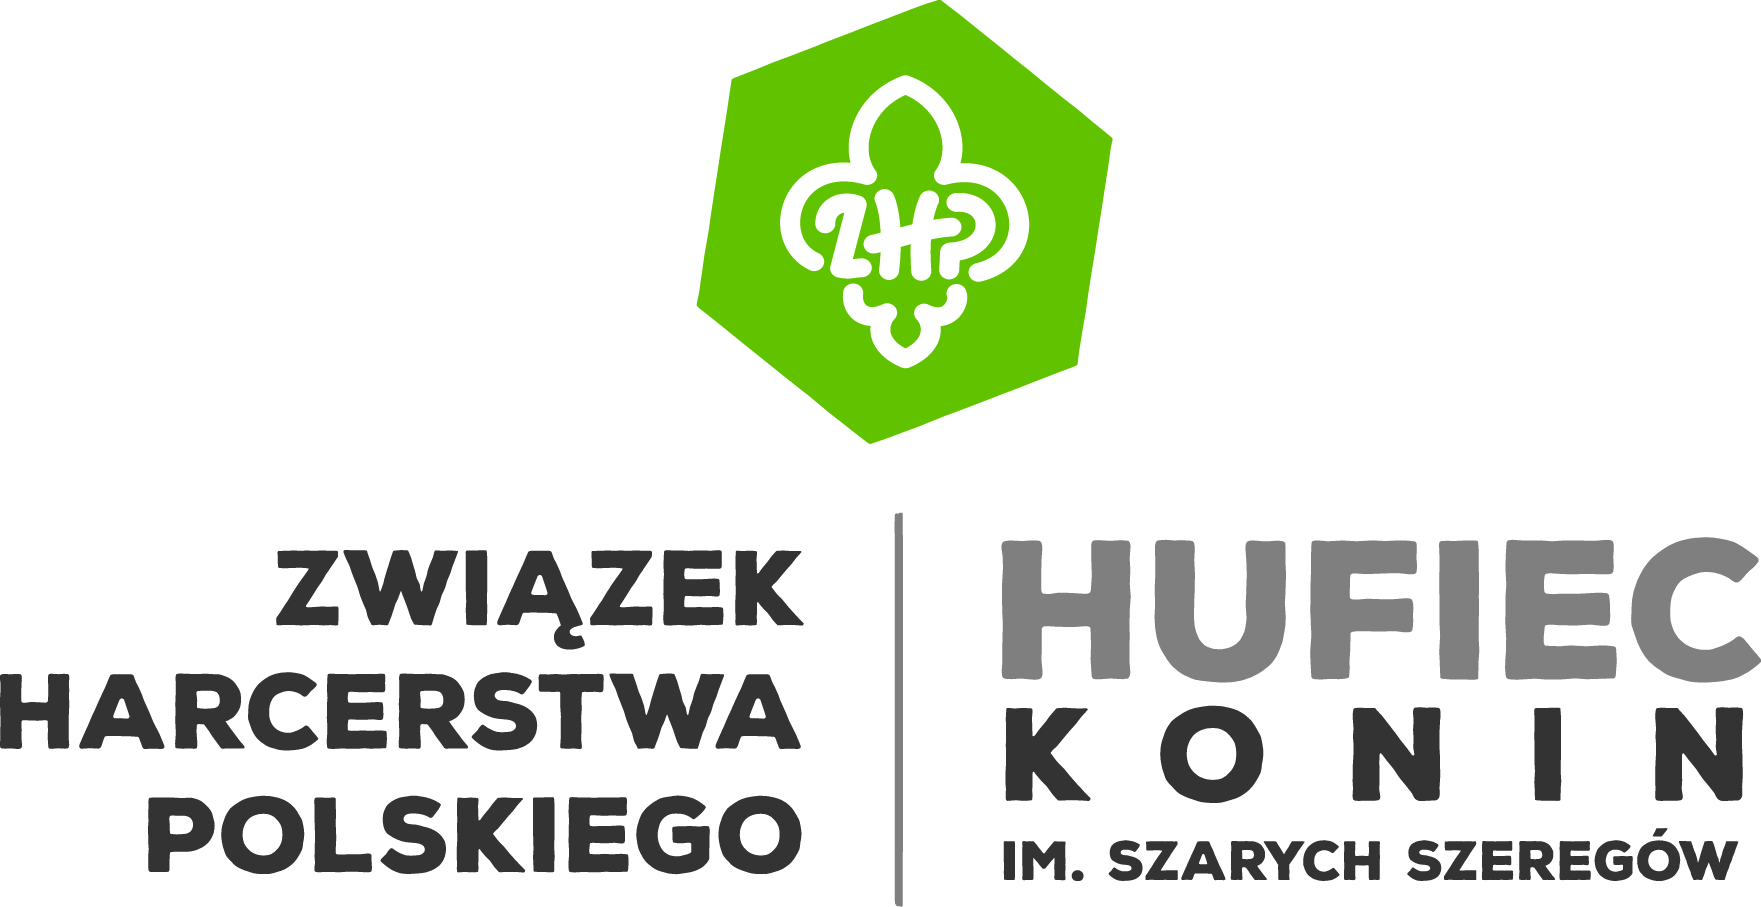 ZHP
ZWIĄZEK
HARCERSTWA
POLSKIEGO
HUFIEC
KONIN
IM. SZARYCH SZEREGÓW